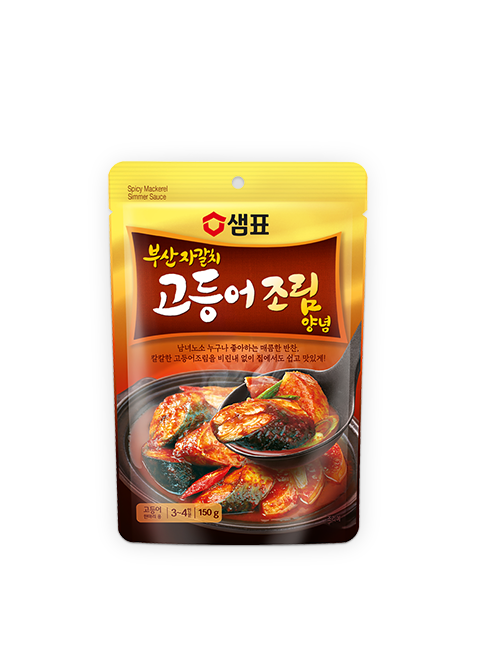 Spicy Mackerel
Simmer Sauce
샘표
부산 자갈치
고등어 조림
양념
남녀노소 누구나 좋아하는 매콤한 반찬,
칼칼한 고등어조림을 비린내 없이 집에서도 쉽고 맛있게!
고등어
3~4
150g